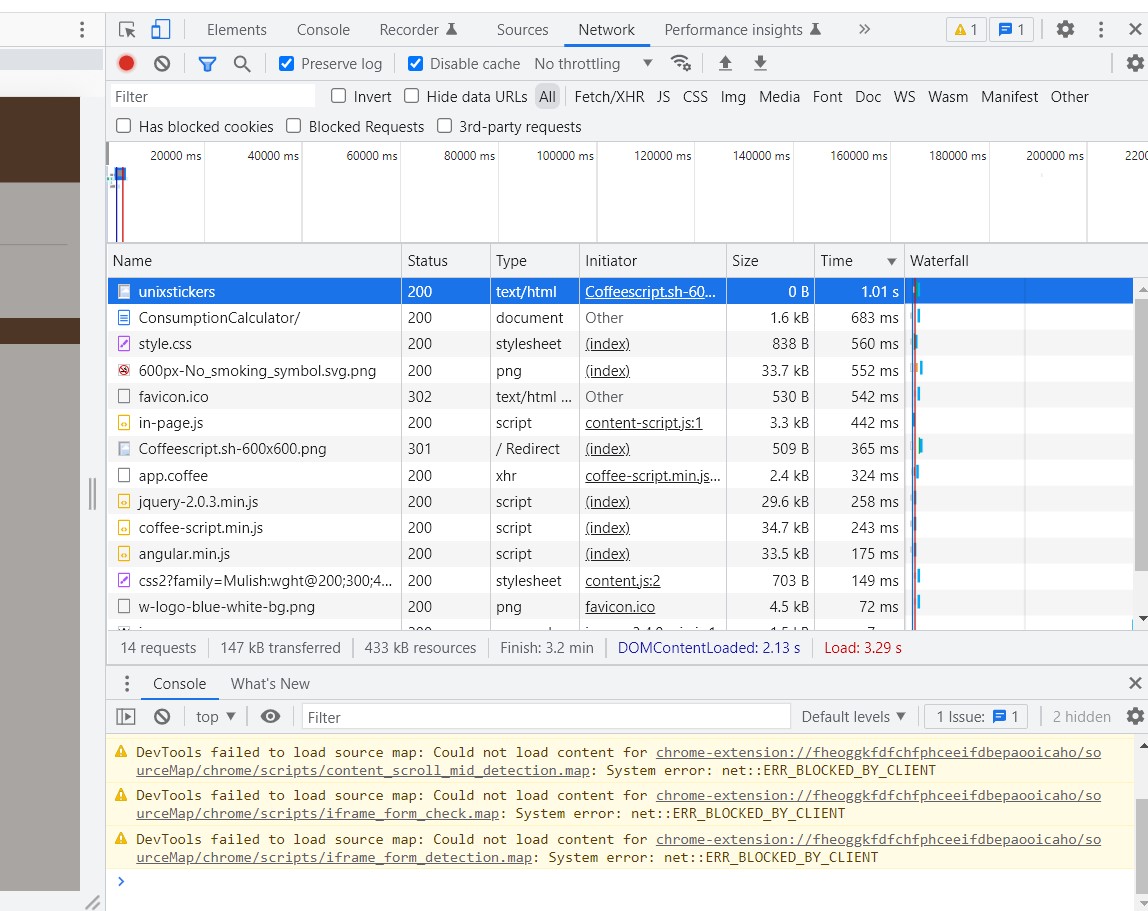 Elements Console Recorder Sources Network Performance insights 1 1
Preserve log Disable cache No throttling
Filter Invert Hide data URLs All Fetch/XHR JS CSS Img Media Font Doc WS Wasm Manifest Other
Has blocked cookies Blocked Requests 3rd-party requests
20000 ms 40000 ms 60000 ms 80000 ms 100000 ms 120000 ms 140000 ms 160000 ms 180000 ms 200000 ms 220
Name Status Type Initiator Size Time Waterfall
unixstickers 200 text/html Coffeescript.sh-60... 0 B 1.01 s
ConsumptionCalculator/ 200 document Other 1.6 kB 683 ms
style.css 200 stylesheet (index) 838 B 560 ms
600px-No_smoking_symbol.svg.png 200 png (index) 33.7 kB 552 ms
favicon.ico 302 text/html ... Other 530 B 542 ms
in-page.js 200 script content-script.js:1 3.3 kB 442 ms
Coffeescript.sh-600x600.png 301 / Redirect (index) 509 B 365 ms
app.coffee 200 xhr coffee-script.min.js... 2.4 kB 324 ms
jquery-2.0.3.min.js 200 script (index) 29.6 kB 258 ms
coffee-script.min.js 200 script (index) 34.7 kB 243 ms
angular.min.js 200 script (index) 33.5 kB 175 ms
css2?family=Mulish:wght@200;300;4... 200 stylesheet content.js:2 703 B 149 ms
w-logo-blue-white-bg.png 200 png favicon.ico 4.5 kB 72 ms
14 requests 147 kB transferred 433 kB resources Finish: 3.2 min DOMContentLoaded: 2.13 s Load: 3.29 s
Console What's New
top Filter Default levels 1 Issue: 1 2 hidden
DevTools failed to load source map: Could not load content for chrome-extension://fheoggkfdfchfphceeifdbepaooicaho/so
urceMap/chrome/scripts/content_scroll_mid_detection.map: System error: net::ERR_BLOCKED_BY_CLIENT
DevTools failed to load source map: Could not load content for chrome-extension://fheoggkfdfchfphceeifdbepaooicaho/so
urceMap/chrome/scripts/iframe_form_check.map: System error: net::ERR_BLOCKED_BY_CLIENT
DevTools failed to load source map: Could not load content for chrome-extension://fheoggkfdfchfphceeifdbepaooicaho/so
urceMap/chrome/scripts/iframe_form_detection.map: System error: net::ERR_BLOCKED_BY_CLIENT